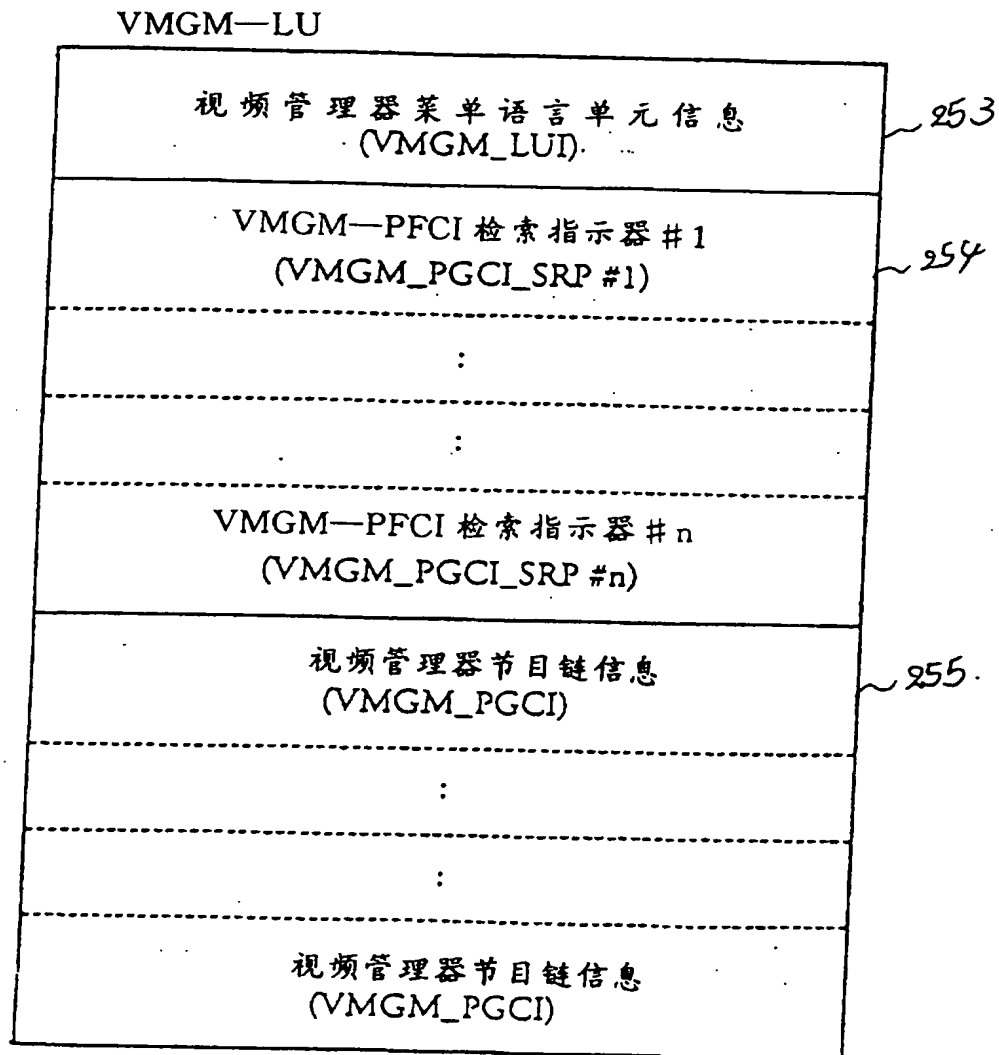 VMGM—LU
视频管理器菜单语言单元信息
(VMGM_LUI)
253
VMGM—PFCI 检索指示器 #1
(VMGM_PGCI_SRP #1)
254
:
:
VMGM—PFCI 检索指示器 #n
(VMGM_PGCI_SRP #n)
视频管理器节目链信息
(VMGM_PGCI)
255
:
:
视频管理器节目链信息
(VMGM_PGCI)